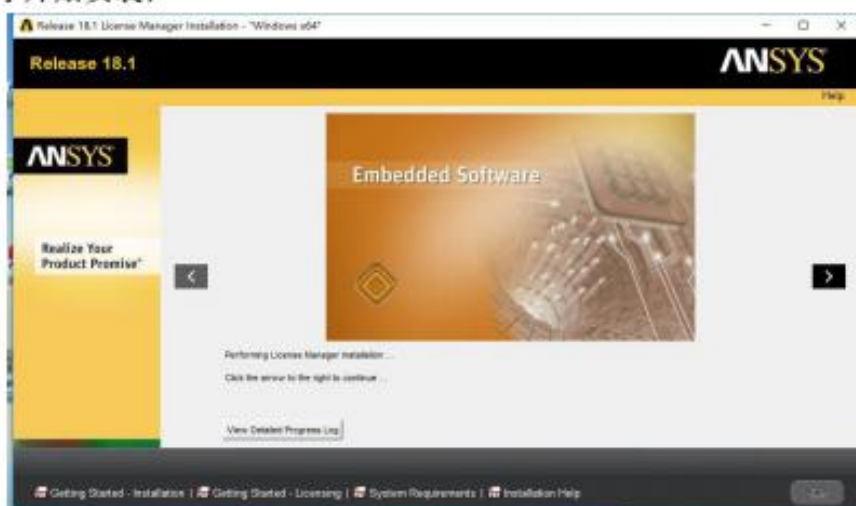 Release 18.1 License Manager Installation - "Windows x64"
Release 18.1
ANSYS
Help
ANSYS
Embedded Software
Realize Your
Product Promise®
<
>
Performing License Manager installation ...
Click the arrow to the right to continue ...
View Detailed Progress Log
Getting Started - Installation | Getting Started - Licensing | System Requirements | Installation Help